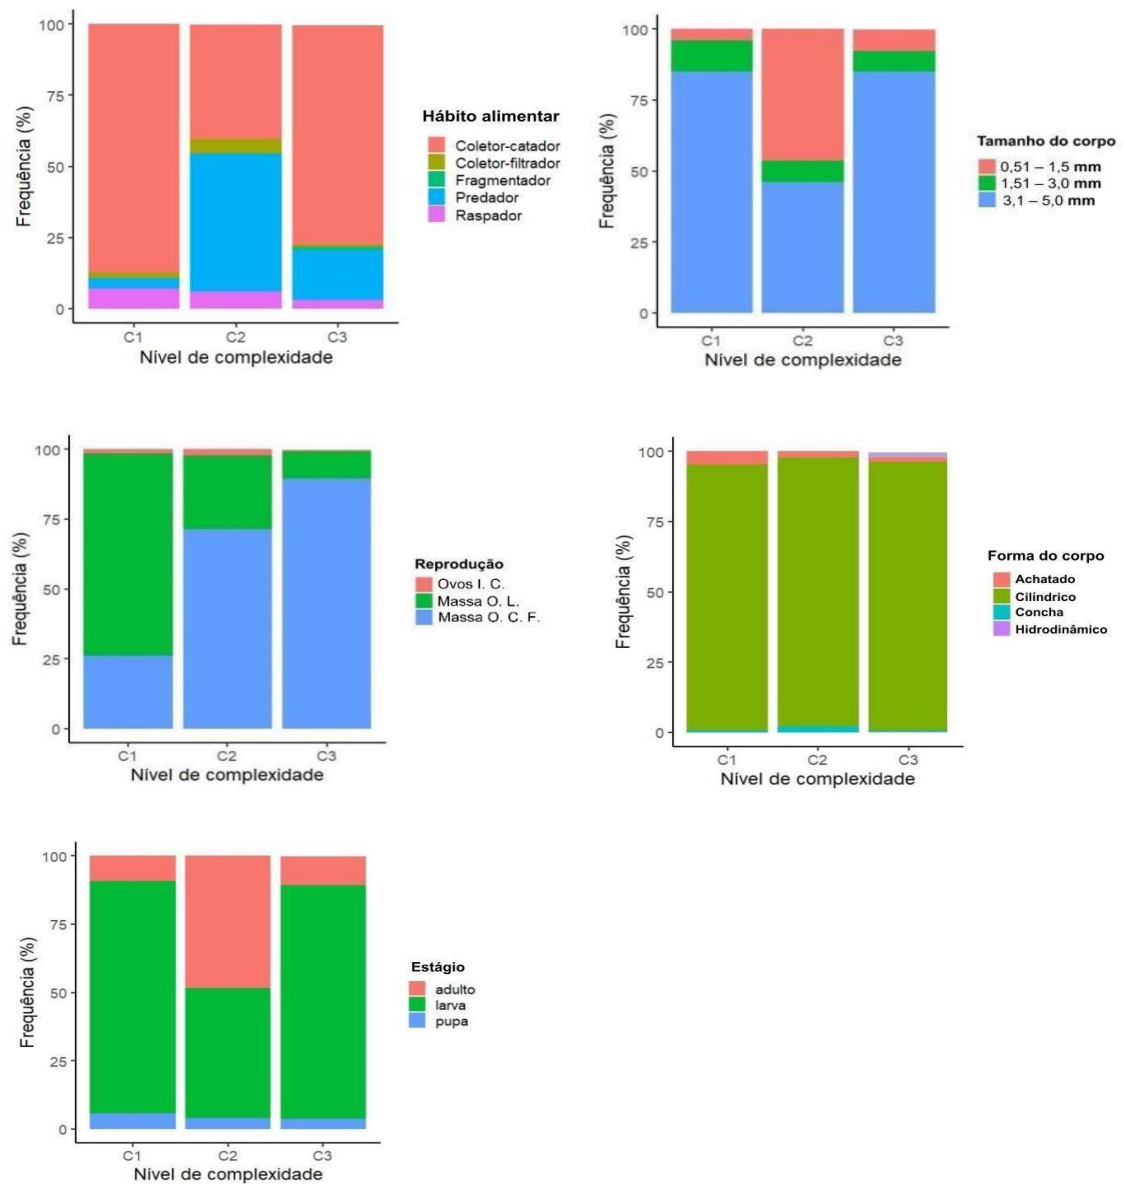 100
75
50
25
0
Frequência (%)
C1 C2 C3
Nível de complexidade
Hábito alimentar
Coletor-catador
Coletor-filtrador
Fragmentador
Predador
Raspador
100
75
50
25
0
Frequência (%)
C1 C2 C3
Nível de complexidade
Tamanho do corpo
0,51 – 1,5 mm
1,51 – 3,0 mm
3,1 – 5,0 mm
100
75
50
25
0
Frequência (%)
C1 C2 C3
Nível de complexidade
Reprodução
Ovos I. C.
Massa O. L.
Massa O. C. F.
100
75
50
25
0
Frequência (%)
C1 C2 C3
Nível de complexidade
Forma do corpo
Achatado
Cilíndrico
Concha
Hidrodinâmico
100
75
50
25
0
Frequência (%)
C1 C2 C3
Nível de complexidade
Estágio
adulto
larva
pupa